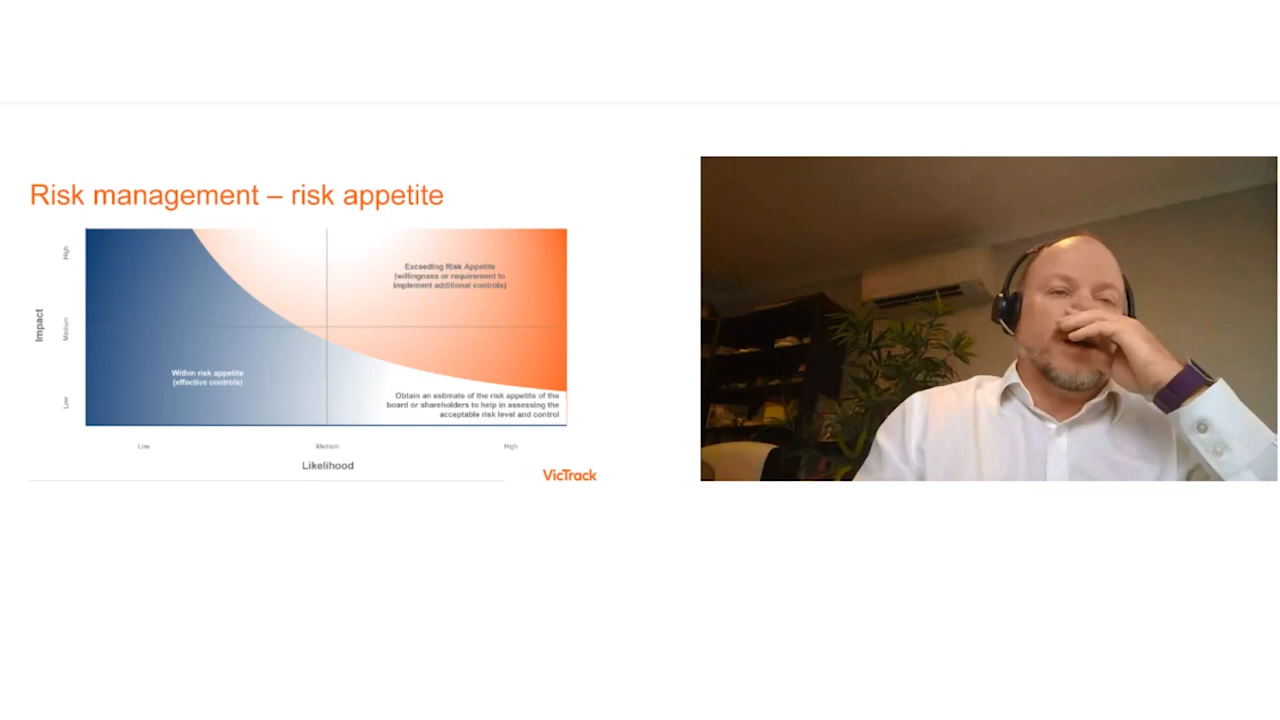 Risk management – risk appetite
Exceeding Risk Appetite
(willingness or requirement to
implement additional controls)
High
Impact
Medium
Within risk appetite
(effective controls)
Low
Obtain an estimate of the risk appetite of the
board or shareholders to help in assessing the
acceptable risk level and control
Low
Medium
High
Likelihood
VicTrack